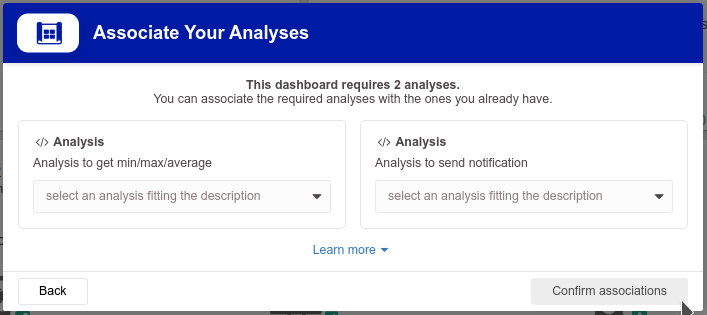 Associate Your Analyses
This dashboard requires 2 analyses.
You can associate the required analyses with the ones you already have.
</> Analysis
Analysis to get min/max/average
select an analysis fitting the description
</> Analysis
Analysis to send notification
select an analysis fitting the description
Learn more
Back
Confirm associations